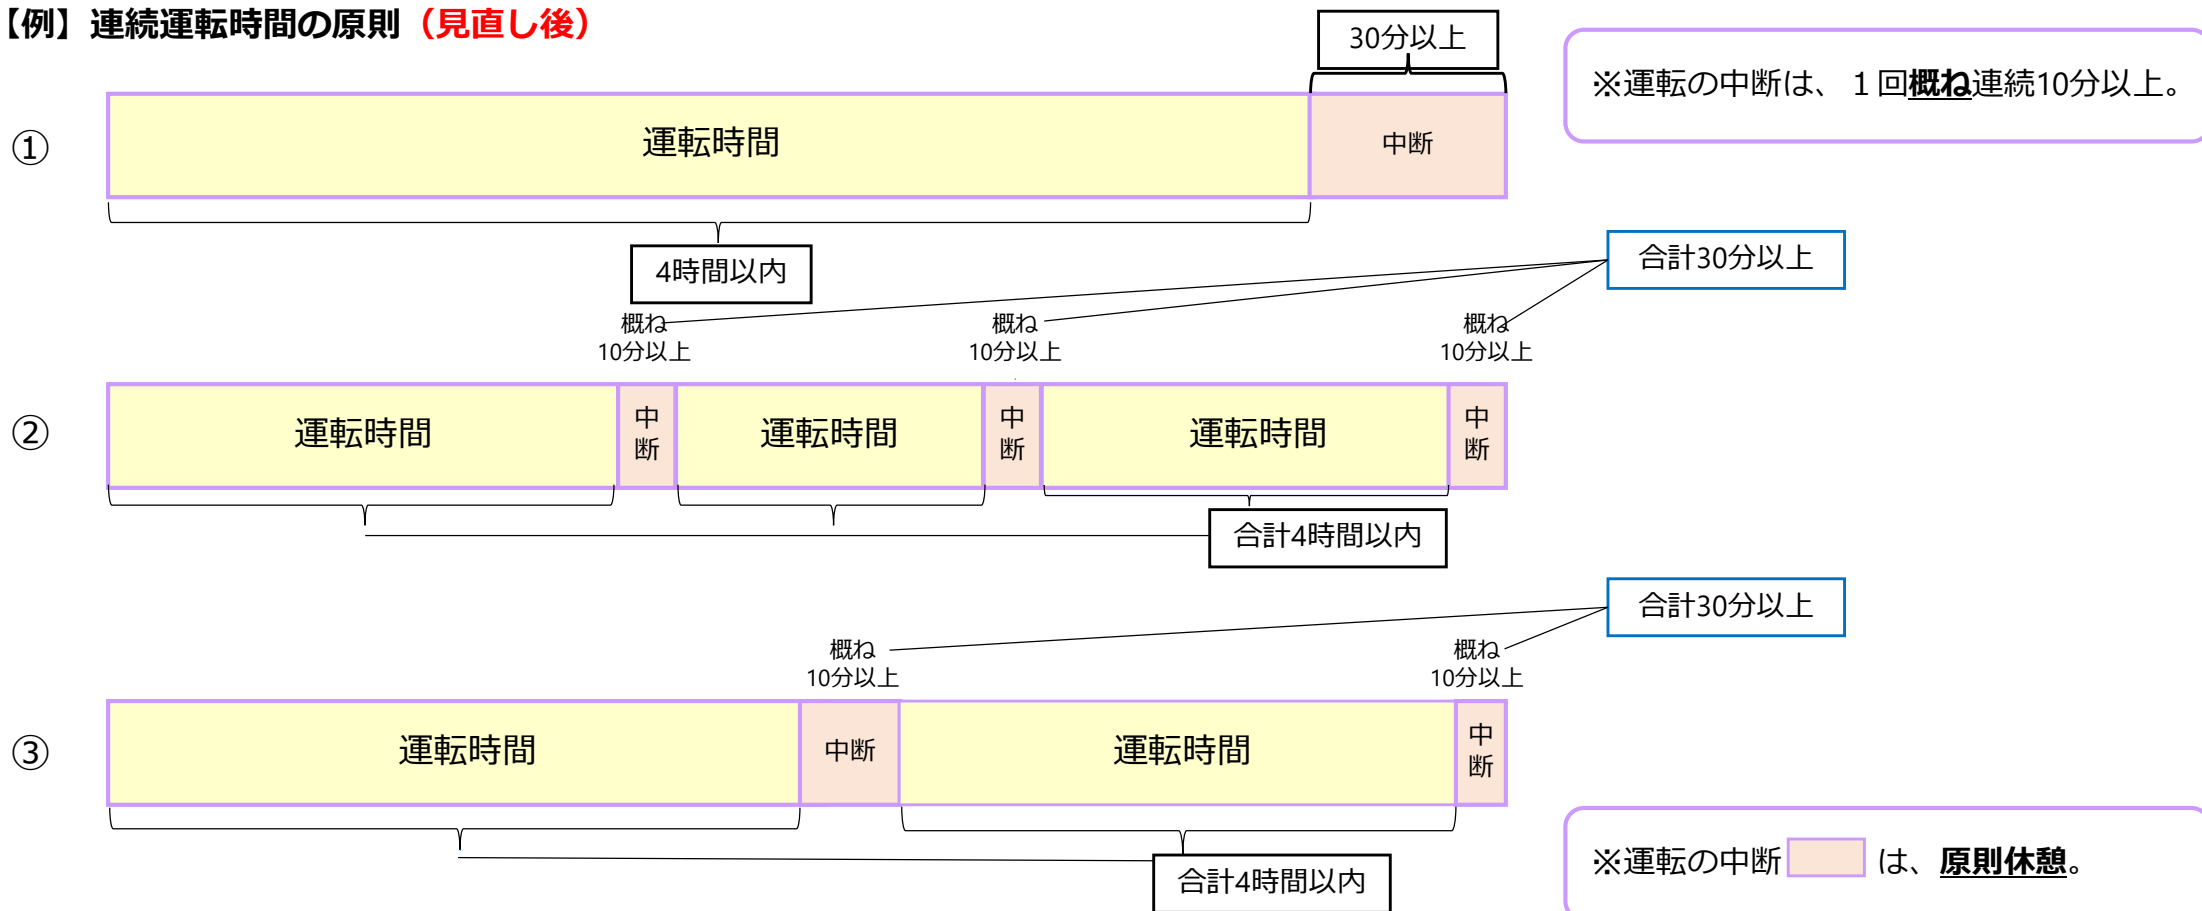 【例】連続運転時間の原則（見直し後）
30分以上
※運転の中断は、１回概ね連続10分以上。
①
運転時間
中断
4時間以内
合計30分以上
概ね
10分以上
概ね
10分以上
概ね
10分以上
②
運転時間
中
断
運転時間
中
断
運転時間
中
断
合計4時間以内
合計30分以上
概ね
10分以上
概ね
10分以上
③
運転時間
中断
運転時間
中
断
合計4時間以内
※運転の中断 は、原則休憩。